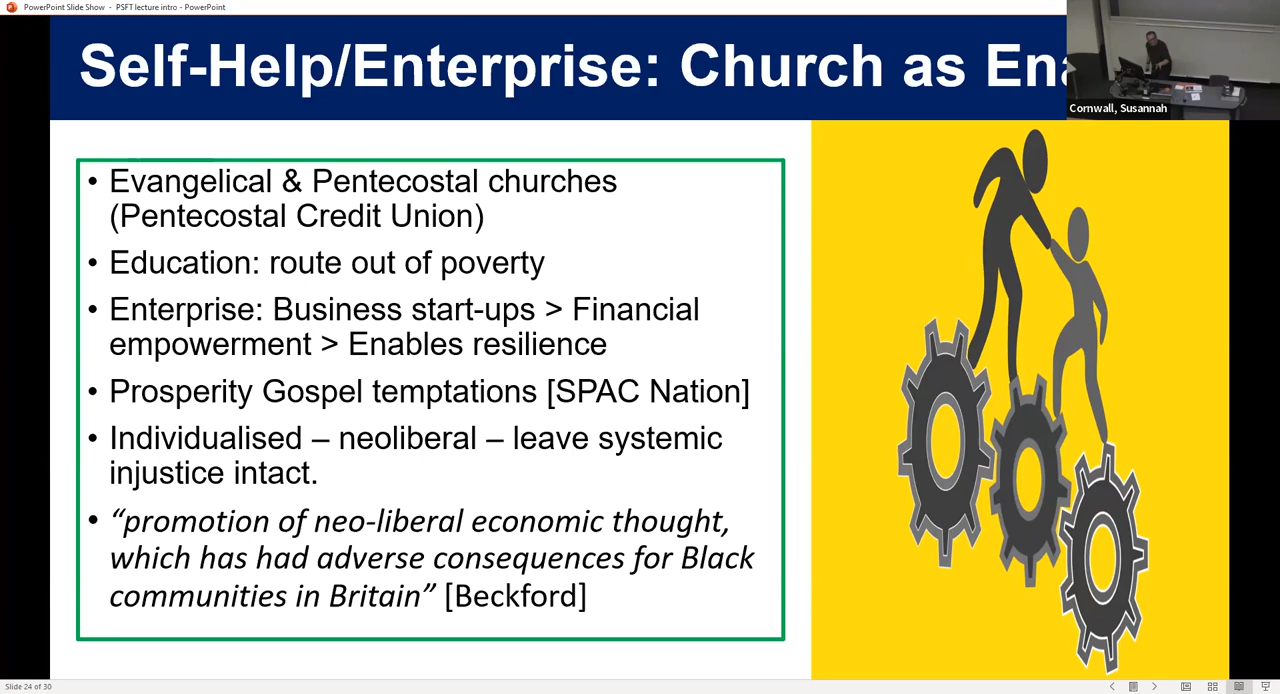 PowerPoint Slide Show - PSFT lecture intro - PowerPoint
Self-Help/Enterprise: Church as
Cornwall, Susannah
• Evangelical & Pentecostal churches
(Pentecostal Credit Union)
• Education: route out of poverty
• Enterprise: Business start-ups > Financial
empowerment > Enables resilience
• Prosperity Gospel temptations [SPAC Nation]
• Individualised – neoliberal – leave systemic
injustice intact.
• “promotion of neo-liberal economic thought,
which has had adverse consequences for Black
communities in Britain” [Beckford]
Slide 24 of 30